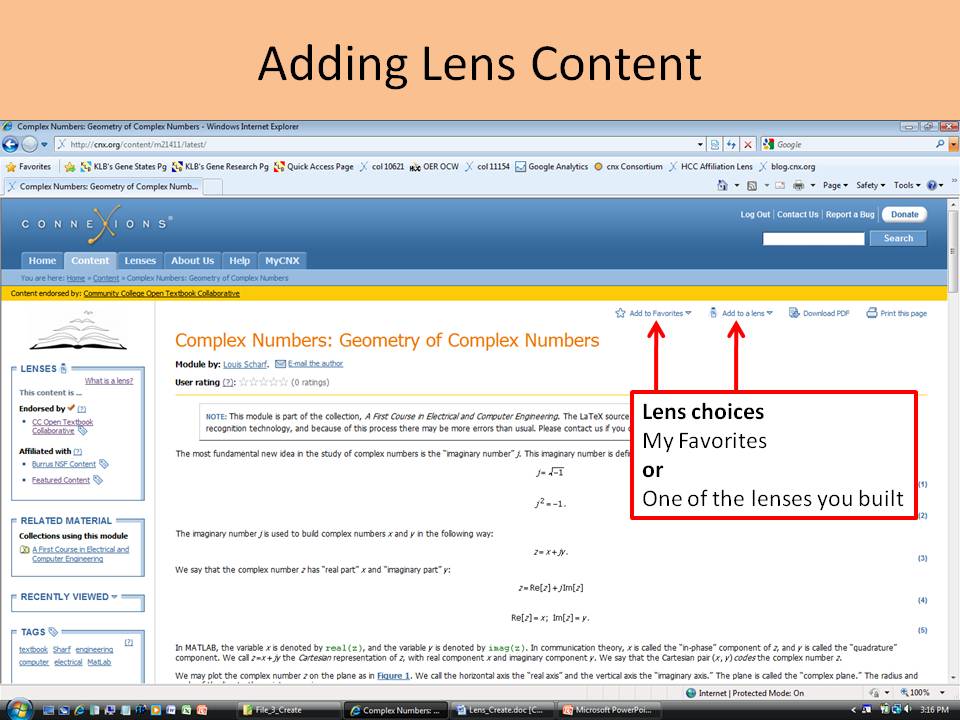 Adding Lens Content
Complex Numbers: Geometry of Complex Numbers - Windows Internet Explorer
http://cnx.org/content/m21411/latest/
Google
Favorites KLB's Gene States Pg KLB's Gene Research Pg Quick Access Page col 10621 OER OCW col 11154 Google Analytics cnx Consortium HCC Affiliation Lens blog.cnx.org
Complex Numbers: Geometry of Complex Numb...
Page Safety Tools
CONNEXIONS®
Log Out | Contact Us | Report a Bug Donate
Search
Home Content Lenses About Us Help MyCNX
You are here: Home » Content » Complex Numbers: Geometry of Complex Numbers
Content endorsed by: Community College Open Textbook Collaborative
Add to Favorites Add to a lens Download PDF Print this page
LENSES
What is a lens?
This content is ...
Endorsed by (?)
CC Open Textbook
Collaborative
Affiliated with (?)
Burrus NSF Content
Featured Content
RELATED MATERIAL
Collections using this module
A First Course in Electrical and
Computer Engineering
RECENTLY VIEWED
TAGS (?)
textbook Sharf engineering
computer electrical MatLab
Complex Numbers: Geometry of Complex Numbers
Module by: Louis Scharf. E-mail the author
User rating (?): (0 ratings)
NOTE: This module is part of the collection, A First Course in Electrical and Computer Engineering. The LaTeX source
recognition technology, and because of this process there may be more errors than usual. Please contact us if you
The most fundamental new idea in the study of complex numbers is the "imaginary number" j. This imaginary number is
j=√-1
(1)
j²=-1.
(2)
The imaginary number j is used to build complex numbers x and y in the following way:
z=x+jy.
(3)
We say that the complex number z has "real part" x and "imaginary part" y:
z=Re[z]+jIm[z]
(4)
Re[z]=x; Im[z]=y.
(5)
In MATLAB, the variable x is denoted by real(z), and the variable y is denoted by imag(z). In communication theory, x is called the "in-phase" component of z, and y is called the "quadrature"
component. We call z=x+jy the Cartesian representation of z, with real component x and imaginary component y. We say that the Cartesian pair (x, y) codes the complex number z.
We may plot the complex number z on the plane as in Figure 1. We call the horizontal axis the "real axis" and the vertical axis the "imaginary axis." The plane is called the "complex plane." The radius and
Lens choices
My Favorites
or
One of the lenses you built
Internet | Protected Mode: On 100%
File_3_Create Complex Numbers: ... Lens_Create.doc [C... Microsoft PowerPoi... 3:16 PM